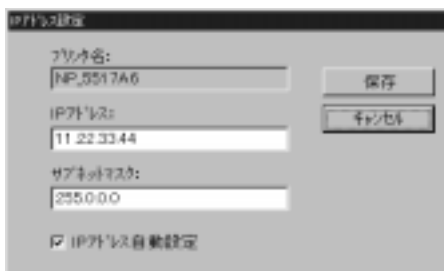 IPｱﾄﾞﾚｽ設定
ﾌﾟﾘﾝﾀ名:
NP_5517A6
保存
IPｱﾄﾞﾚｽ:
ｷｬﾝｾﾙ
11.22.33.44
ｻﾌﾞﾈｯﾄﾏｽｸ:
255.0.0.0
IPｱﾄﾞﾚｽ自動設定